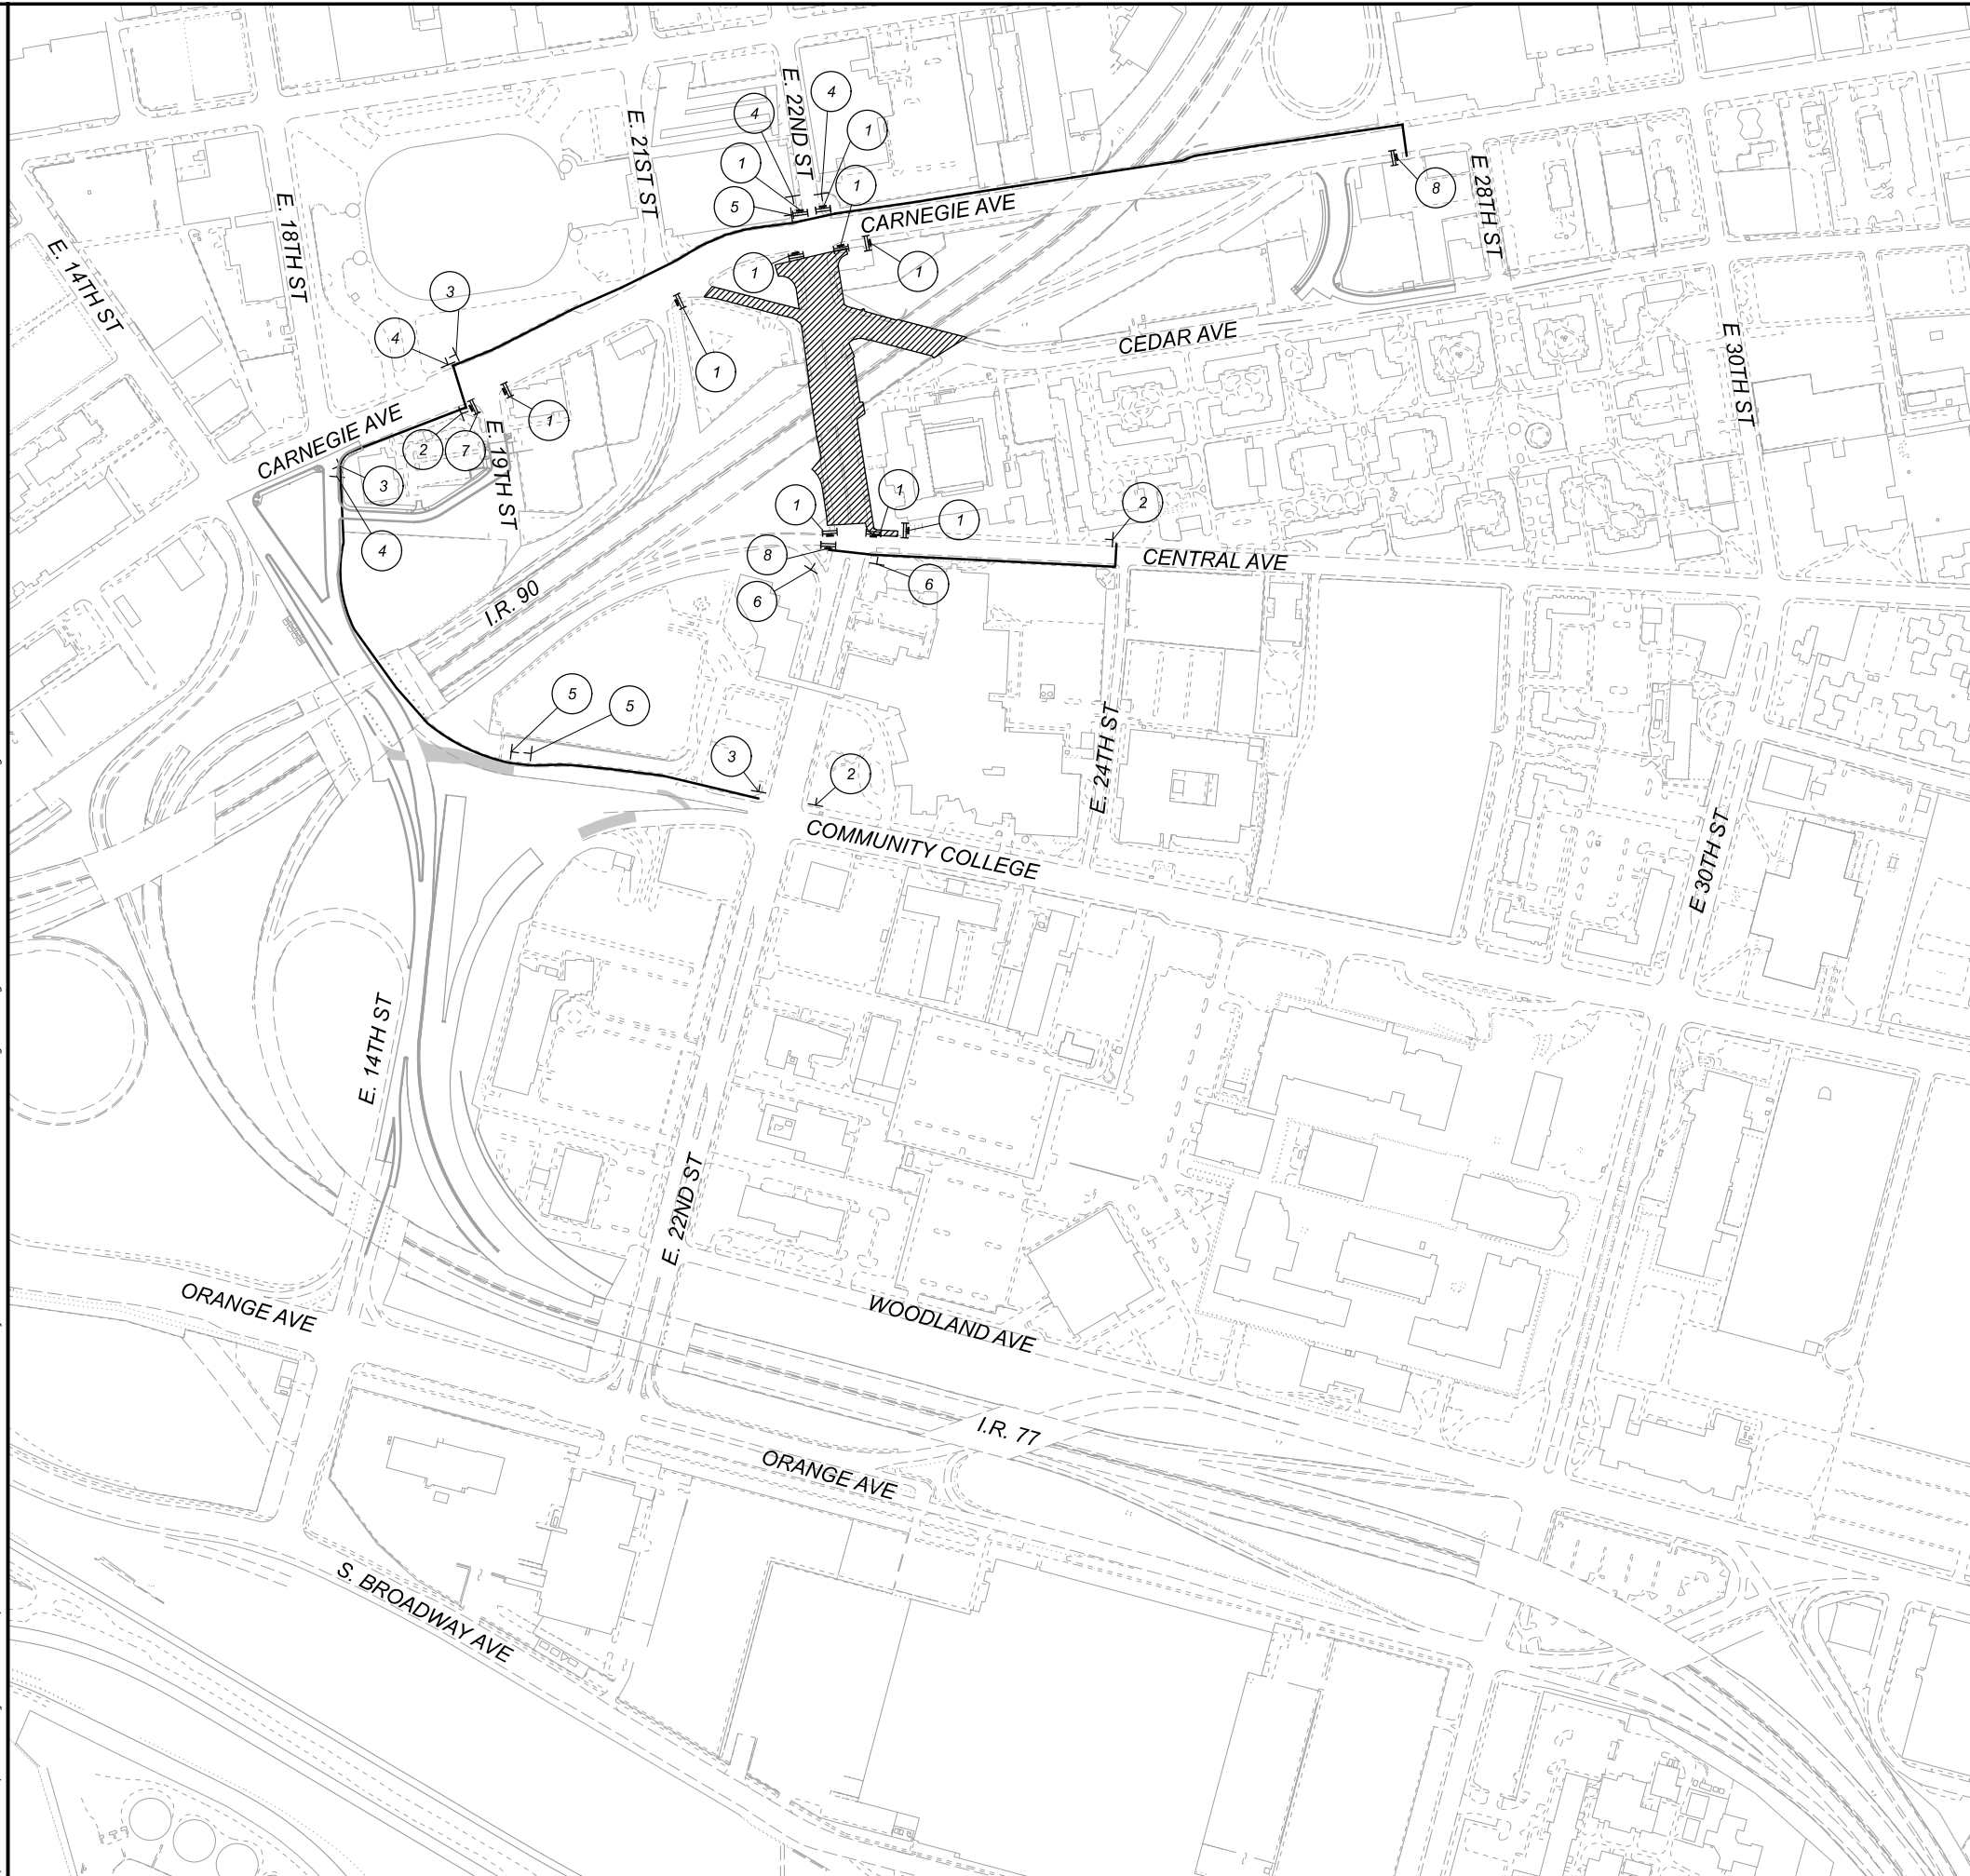 E. 22ND ST
4
4
1
E. 21ST ST
1
1
5
E. 28TH ST
8
E. 18TH ST
CARNEGIE AVE
E. 14TH ST
1
1
3
4
CEDAR AVE
E 30TH ST
1
1
CARNEGIE AVE
2
7
E. 19TH ST
3
1
1
1
2
4
8
CENTRAL AVE
6
6
I.R. 90
5
5
3
2
E. 24TH ST
COMMUNITY COLLEGE
E 30TH ST
E. 14TH ST
E. 22ND ST
ORANGE AVE
WOODLAND AVE
I.R. 77
ORANGE AVE
S. BROADWAY AVE